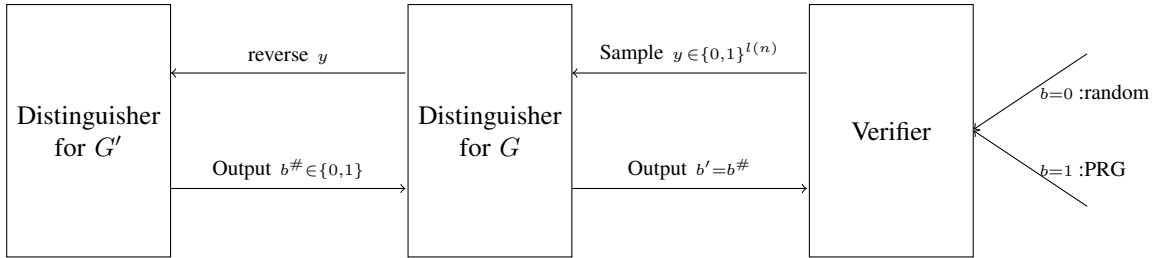 Distinguisher
for G′
reverse y
Output b^# ∈{0,1}
Distinguisher
for G
Sample y∈{0,1}^{l(n)}
Output b′=b^#
Verifier
b=0 :random
b=1 :PRG